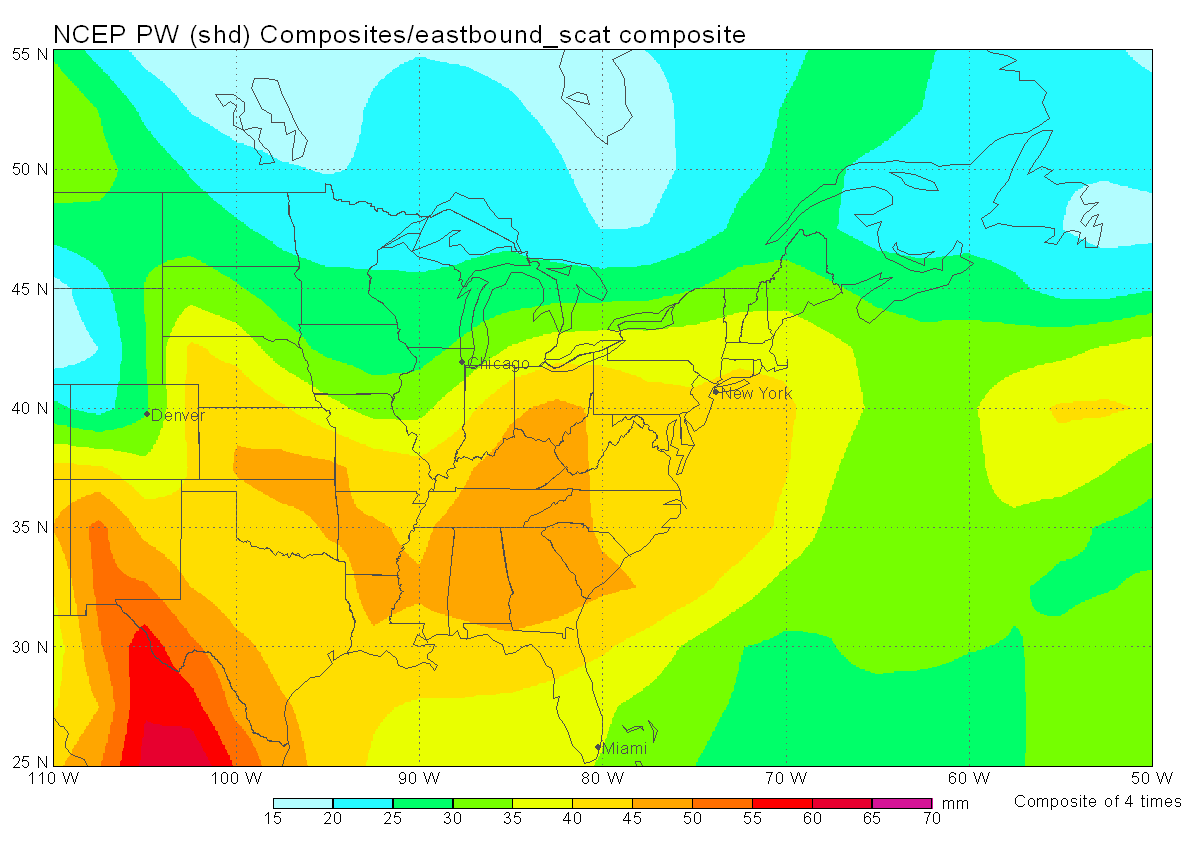 NCEP PW (shd) Composites/eastbound_scat composite
55 N
50 N
45 N
Chicago
New York
40 N
Denver
35 N
30 N
Miami
25 N
110 W 100 W 90 W 80 W 70 W 60 W 50 W
mm
Composite of 4 times
15 20 25 30 35 40 45 50 55 60 65 70